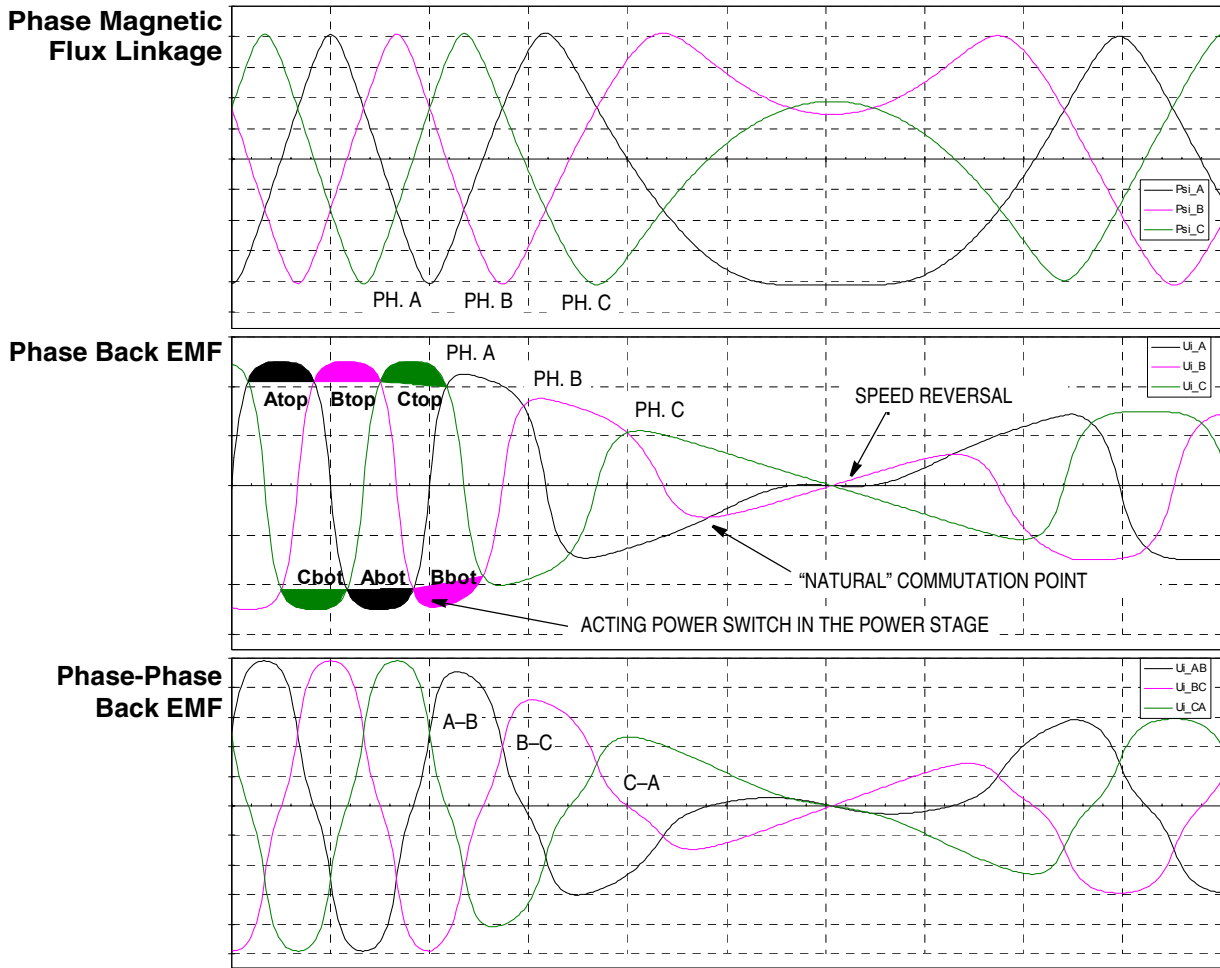 Phase Magnetic
Flux Linkage
Psi_A
Psi_B
Psi_C
PH. A
PH. B
PH. C
Phase Back EMF
Ui_A
Ui_B
Ui_C
PH. A
PH. B
PH. C
SPEED REVERSAL
Atop
Btop
Ctop
Cbot
Abot
Bbot
“NATURAL” COMMUTATION POINT
ACTING POWER SWITCH IN THE POWER STAGE
Phase-Phase
Back EMF
Ui_AB
Ui_BC
Ui_CA
A–B
B–C
C–A